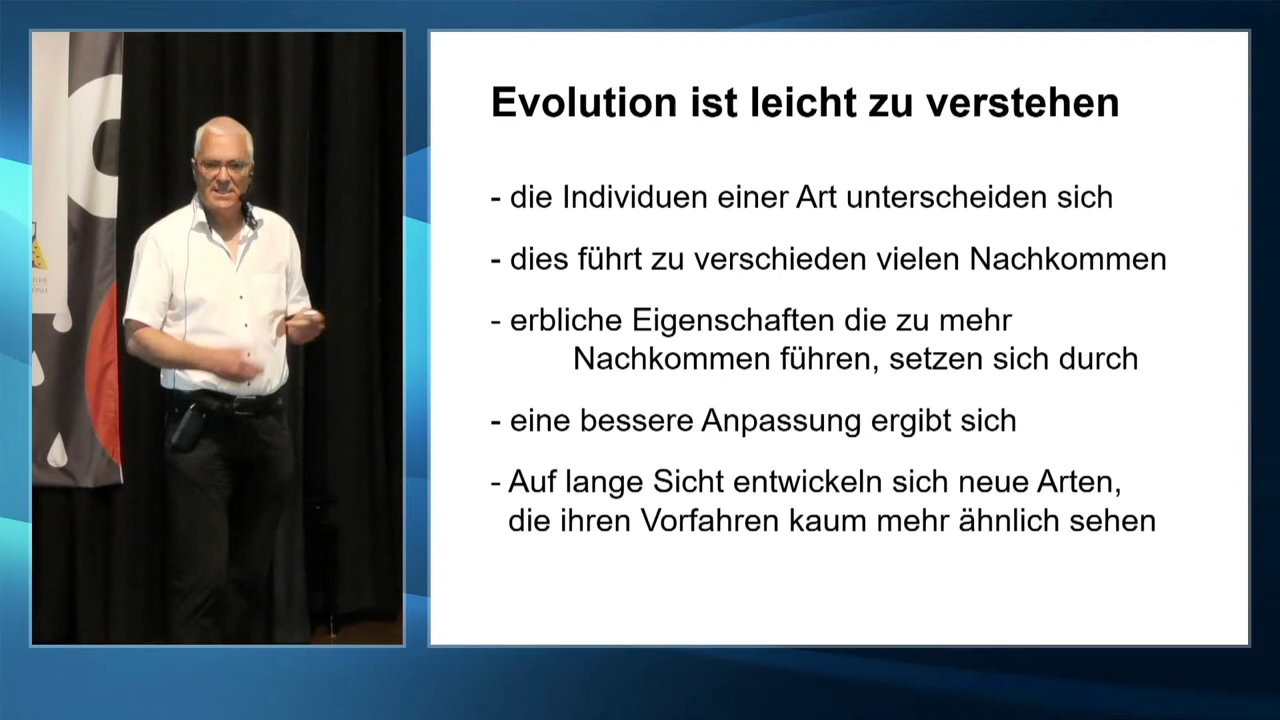 Evolution ist leicht zu verstehen
- die Individuen einer Art unterscheiden sich
- dies führt zu verschieden vielen Nachkommen
- erbliche Eigenschaften die zu mehr
Nachkommen führen, setzen sich durch
- eine bessere Anpassung ergibt sich
- Auf lange Sicht entwickeln sich neue Arten,
die ihren Vorfahren kaum mehr ähnlich sehen